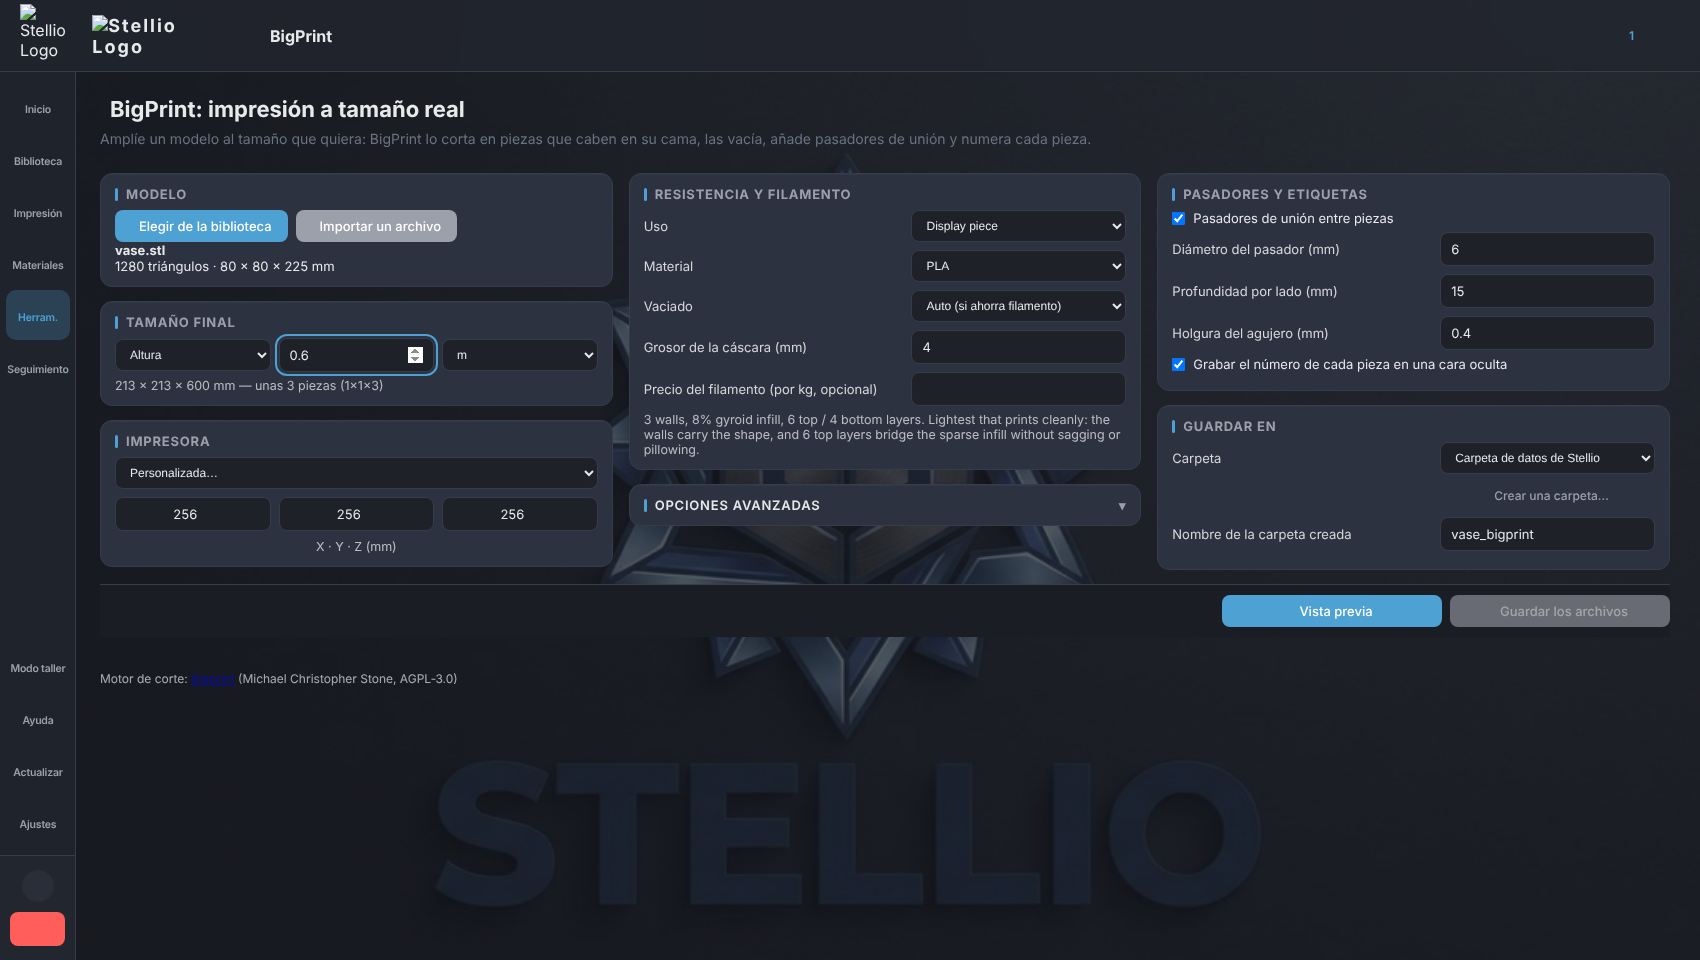 Stellio Logo
Stellio Logo
BigPrint
1
Inicio
Biblioteca
Impresión
Materiales
Herram.
Seguimiento
Modo taller
Ayuda
Actualizar
Ajustes
BigPrint: impresión a tamaño real
Amplíe un modelo al tamaño que quiera: BigPrint lo corta en piezas que caben en su cama, las vacía, añade pasadores de unión y numera cada pieza.
MODELO
Elegir de la biblioteca
Importar un archivo
vase.stl
1280 triángulos · 80 × 80 × 225 mm
TAMAÑO FINAL
Altura
0.6
m
213 × 213 × 600 mm — unas 3 piezas (1×1×3)
IMPRESORA
Personalizada…
256
256
256
X · Y · Z (mm)
RESISTENCIA Y FILAMENTO
Uso
Display piece
Material
PLA
Vaciado
Auto (si ahorra filamento)
Grosor de la cáscara (mm)
4
Precio del filamento (por kg, opcional)
3 walls, 8% gyroid infill, 6 top / 4 bottom layers. Lightest that prints cleanly: the
walls carry the shape, and 6 top layers bridge the sparse infill without sagging or
pillowing.
OPCIONES AVANZADAS
▼
PASADORES Y ETIQUETAS
Pasadores de unión entre piezas
Diámetro del pasador (mm)
6
Profundidad por lado (mm)
15
Holgura del agujero (mm)
0.4
Grabar el número de cada pieza en una cara oculta
GUARDAR EN
Carpeta
Carpeta de datos de Stellio
Crear una carpeta…
Nombre de la carpeta creada
vase_bigprint
Vista previa
Guardar los archivos
Motor de corte: bigprint (Michael Christopher Stone, AGPL-3.0)
STELLIO